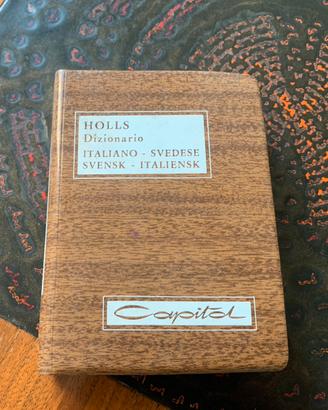 HOLLS
Dizionario
ITALIANO - SVEDESE
SVENSK - ITALIENSK
Capitol